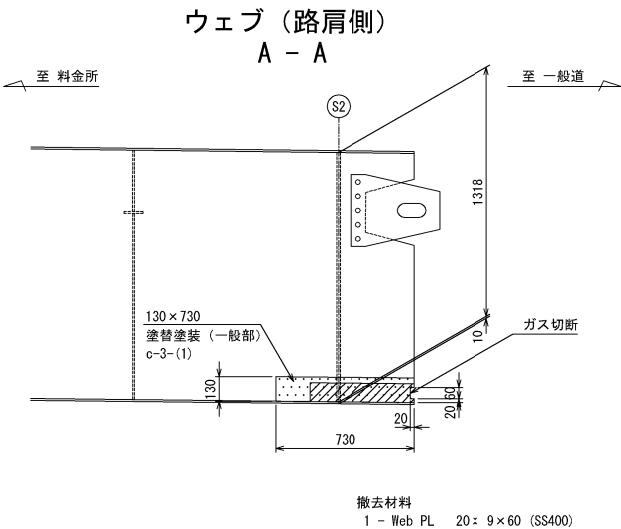 ウェブ（路肩側）
A － A
至 料金所
至 一般道
S2
1318
130×730
塗替塗装（一般部）
c-3-(1)
ガス切断
10
130
60
20
20
730
撤去材料
1 - Web PL 20× 9×60 (SS400)